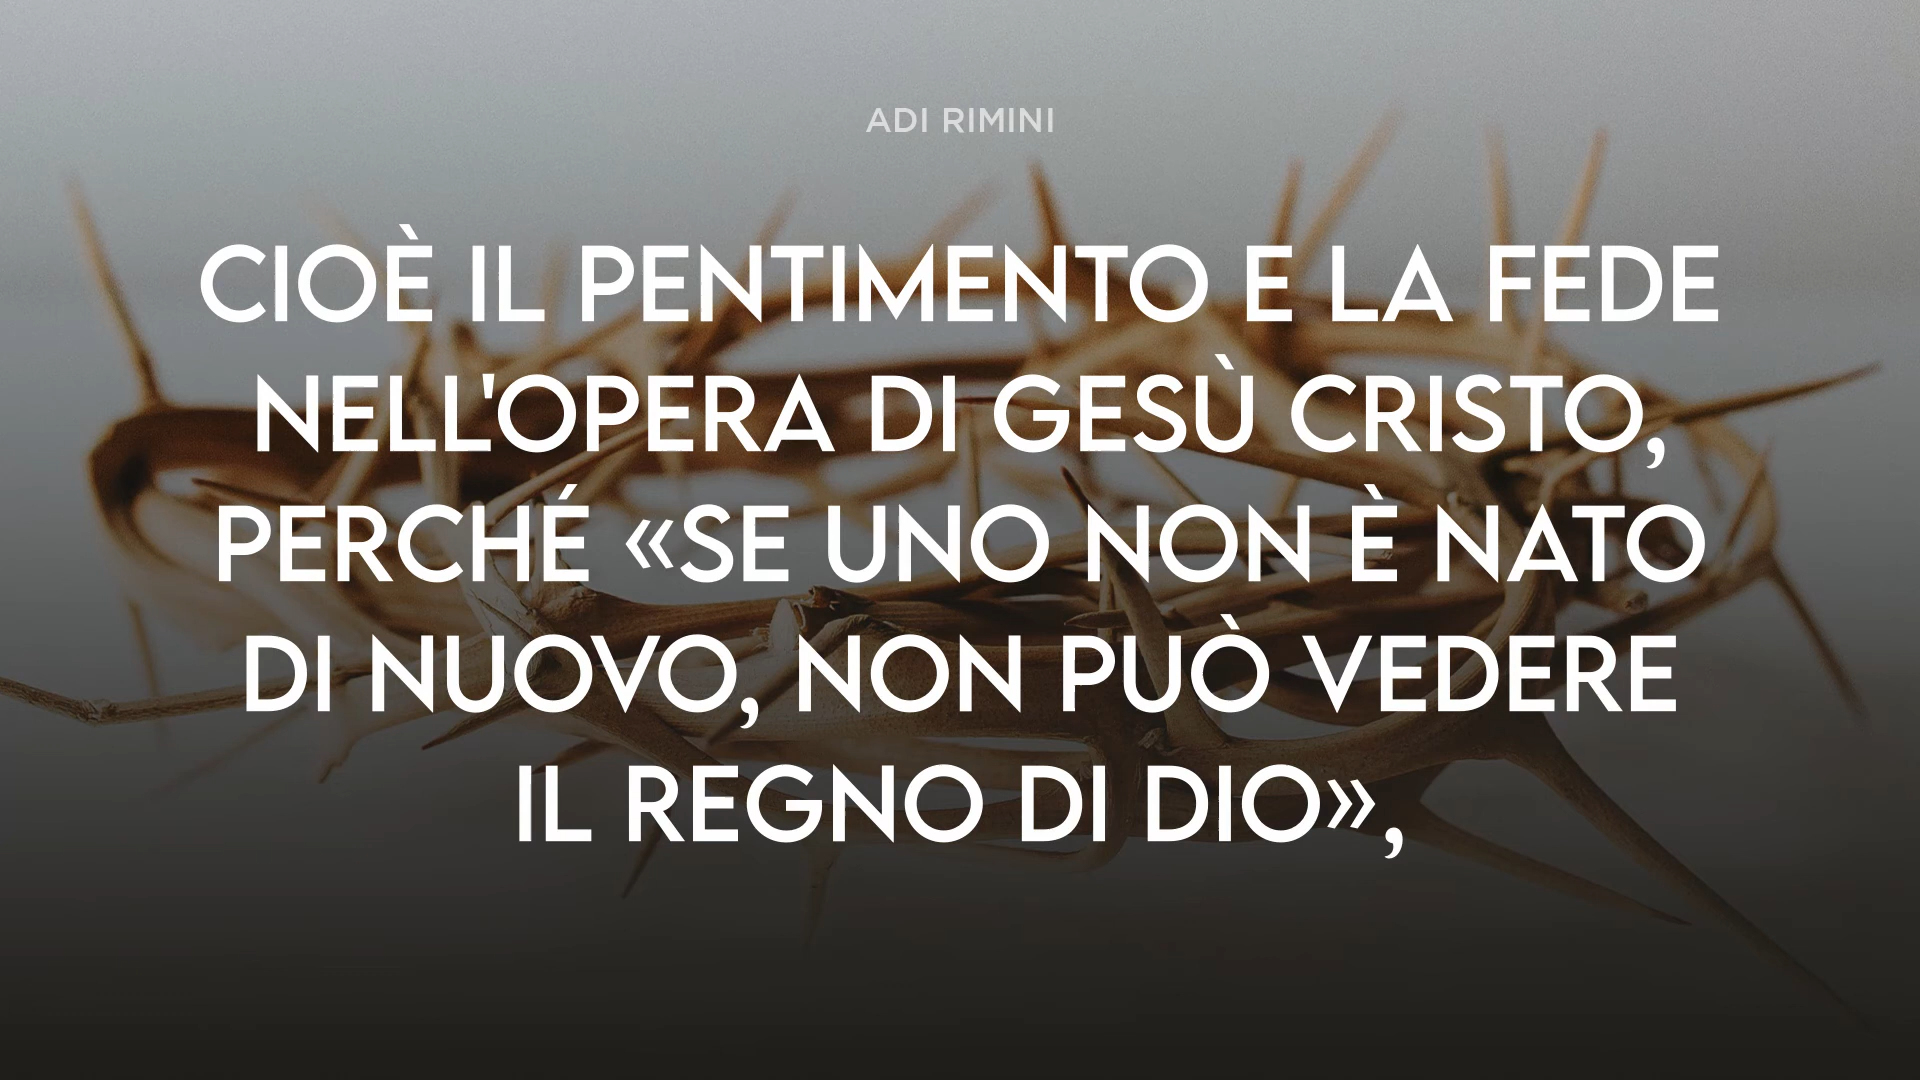 ADI RIMINI
CIOÈ IL PENTIMENTO E LA FEDE
NELL'OPERA DI GESÙ CRISTO,
PERCHÉ «SE UNO NON È NATO
DI NUOVO, NON PUÒ VEDERE
IL REGNO DI DIO»,